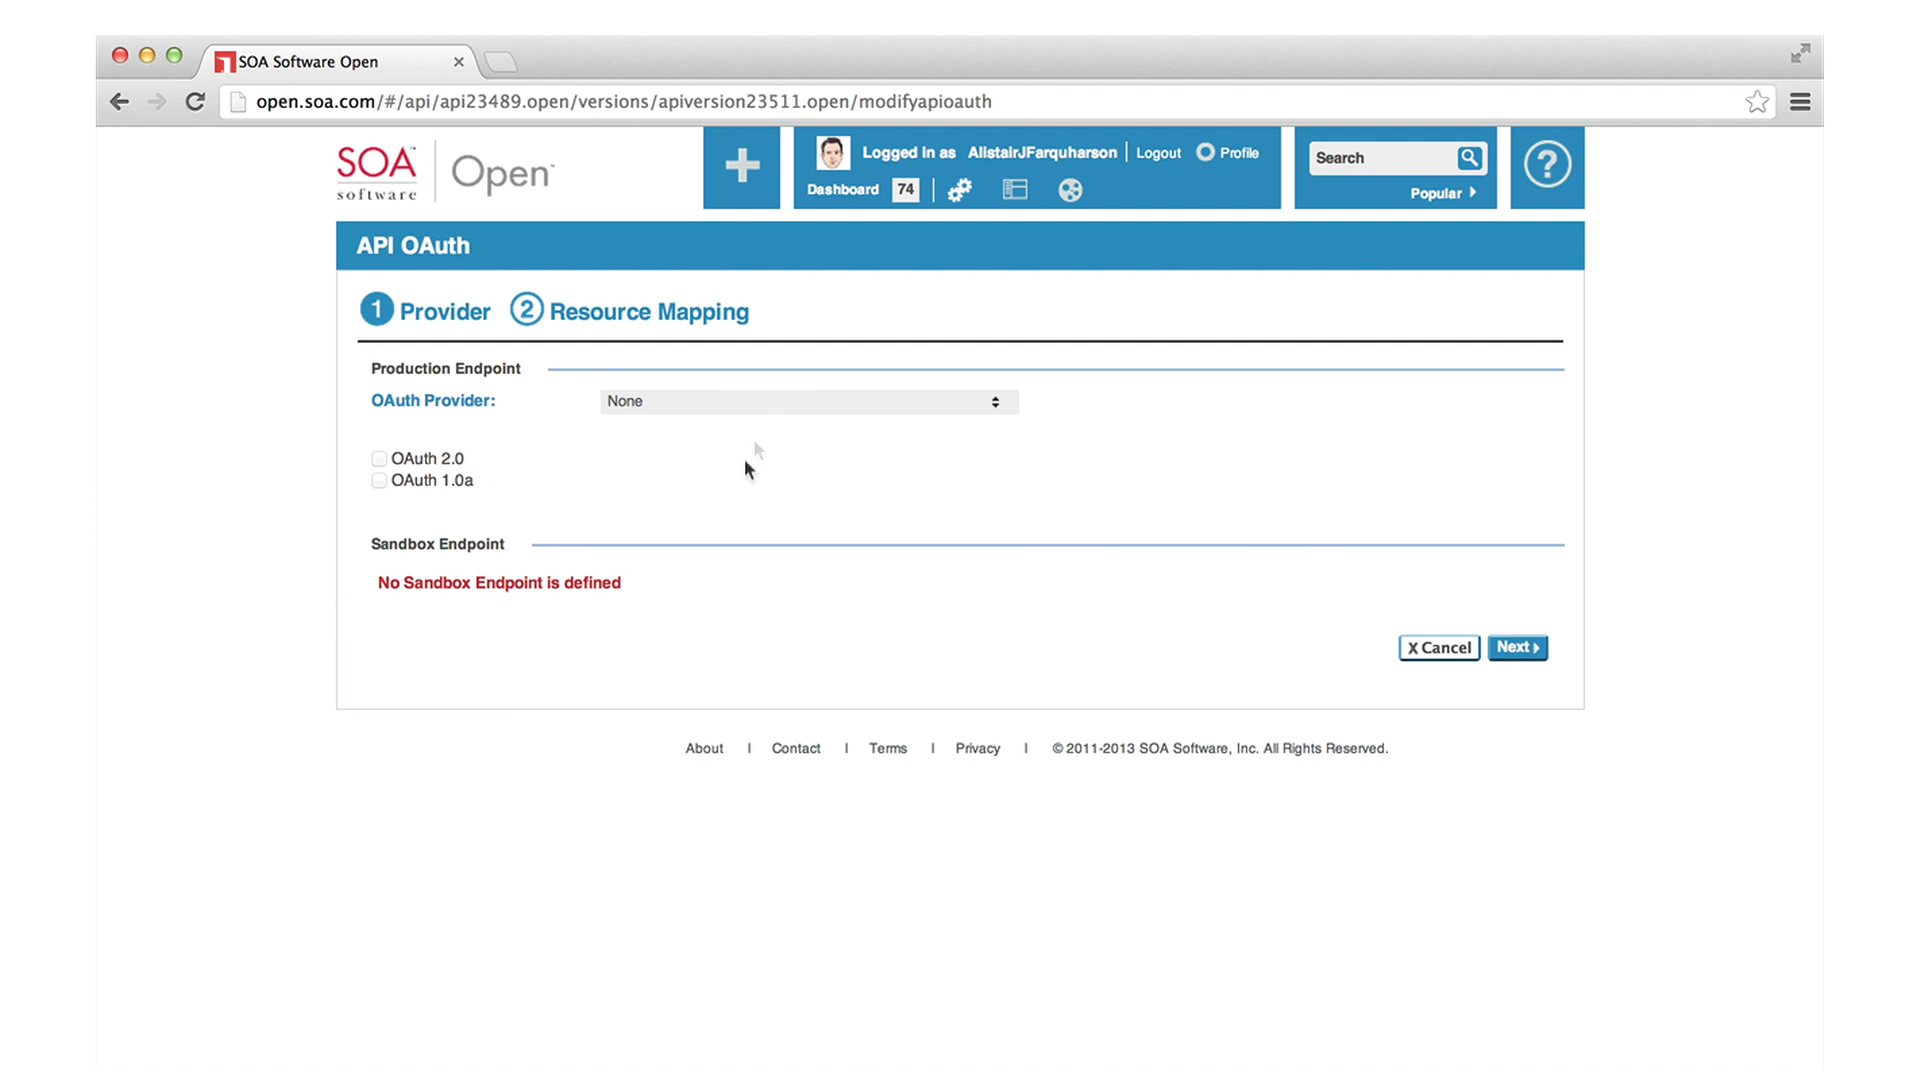 SOA Software Open
open.soa.com/#/api/api23489.open/versions/apiversion23511.open/modifyapioauth
SOA software Open
Logged In as AlistairJFarquharson Logout Profile
Dashboard 74
Search
Popular
?
API OAuth
1 Provider 2 Resource Mapping
Production Endpoint
OAuth Provider: None
OAuth 2.0
OAuth 1.0a
Sandbox Endpoint
No Sandbox Endpoint is defined
X Cancel Next
About | Contact | Terms | Privacy | © 2011-2013 SOA Software, Inc. All Rights Reserved.